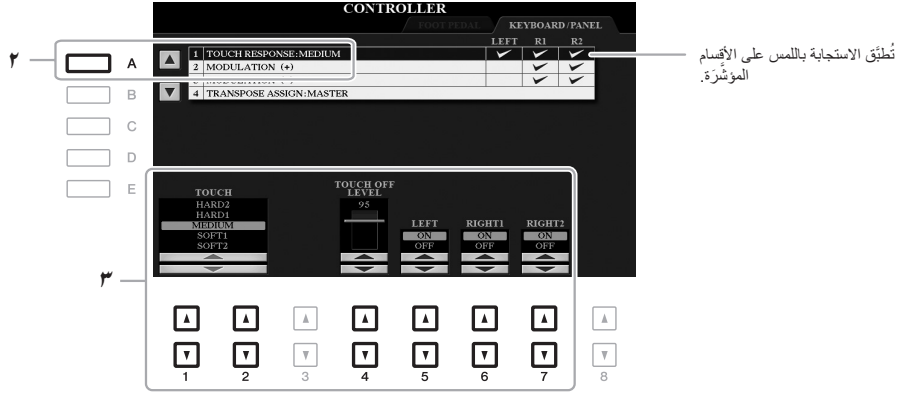 CONTROLLER
FOOT PEDAL
KEYBOARD/PANEL
LEFT R1 R2
1 TOUCH RESPONSE:MEDIUM
2 MODULATION (+)
3 MODULATION (-)
4 TRANSPOSE ASSIGN:MASTER
تُطبَّق الاستجابة باللمس على الأقسام
المؤشَّرَة.
٢
A
B
C
D
E
TOUCH
HARD2
HARD1
MEDIUM
SOFT1
SOFT2
TOUCH OFF
LEVEL
95
LEFT
ON
OFF
RIGHT1
ON
OFF
RIGHT2
ON
OFF
٣
1 2 3 4 5 6 7 8